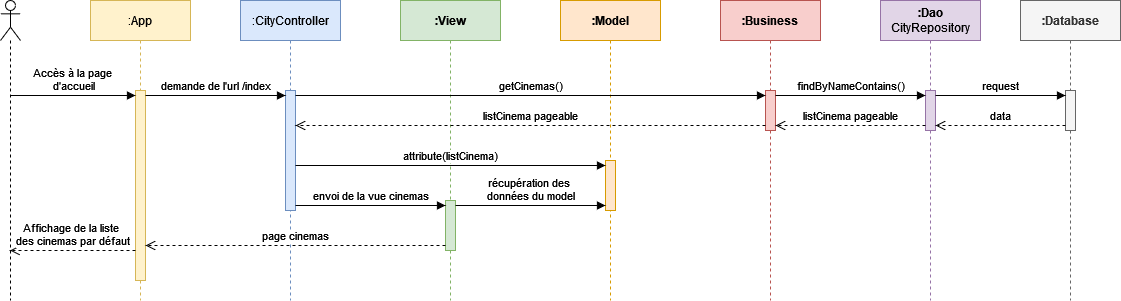 :App
:CityController
:View
:Model
:Business
:Dao
CityRepository
:Database
Accès à la page
d'accueil
demande de l'url /index
getCinemas()
findByNameContains()
request
listCinema pageable
listCinema pageable
data
attribute(listCinema)
envoi de la vue cinemas
récupération des
données du model
Affichage de la liste
des cinemas par défaut
page cinemas